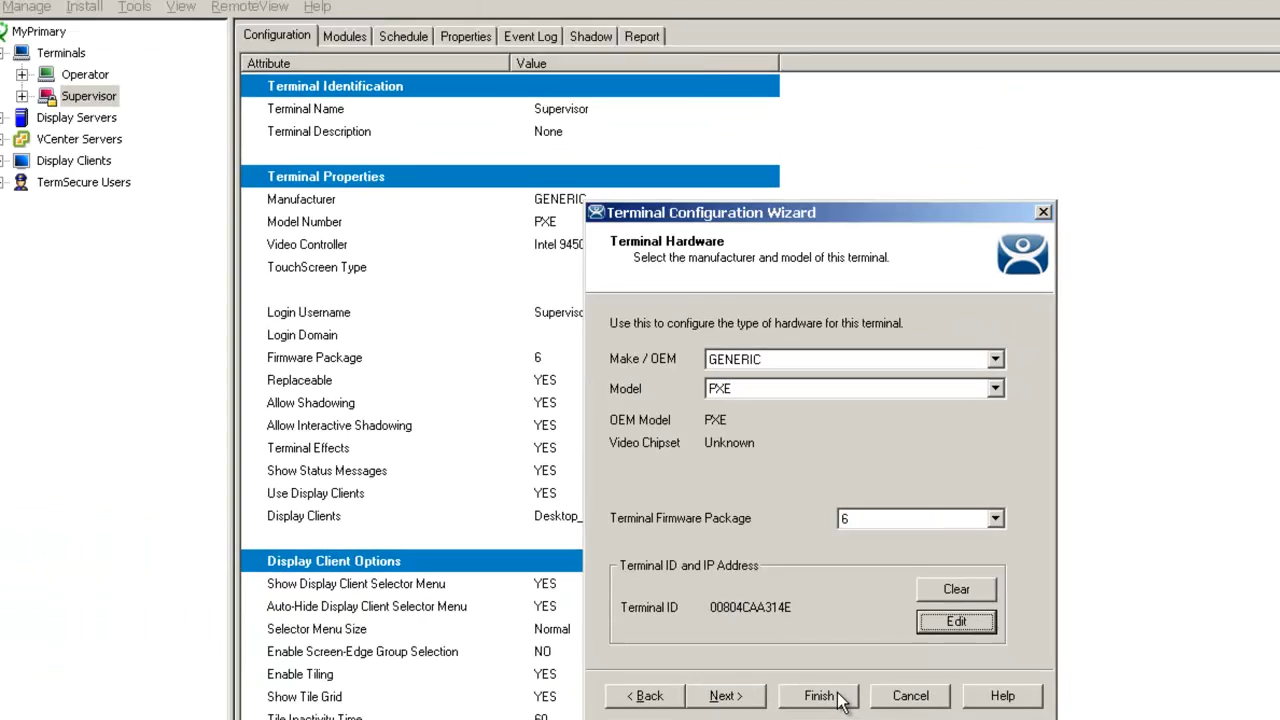 Manage Install Tools View RemoteView Help
MyPrimary
Terminals
Operator
Supervisor
Display Servers
VCenter Servers
Display Clients
TermSecure Users
Configuration Modules Schedule Properties Event Log Shadow Report
Attribute Value
Terminal Identification
Terminal Name Supervisor
Terminal Description None
Terminal Properties
Manufacturer GENERIC
Model Number PXE
Video Controller Intel 945G
TouchScreen Type
Login Username Supervisor
Login Domain
Firmware Package 6
Replaceable YES
Allow Shadowing YES
Allow Interactive Shadowing YES
Terminal Effects YES
Show Status Messages YES
Use Display Clients YES
Display Clients Desktop_
Display Client Options
Show Display Client Selector Menu YES
Auto-Hide Display Client Selector Menu YES
Selector Menu Size Normal
Enable Screen-Edge Group Selection NO
Enable Tiling YES
Show Tile Grid YES
Tile Inactivity Time 60
Terminal Configuration Wizard
Terminal Hardware
Select the manufacturer and model of this terminal.
Use this to configure the type of hardware for this terminal.
Make / OEM GENERIC
Model PXE
OEM Model PXE
Video Chipset Unknown
Terminal Firmware Package 6
Terminal ID and IP Address
Clear
Terminal ID 00804CAA314E
Edit
< Back Next > Finish Cancel Help